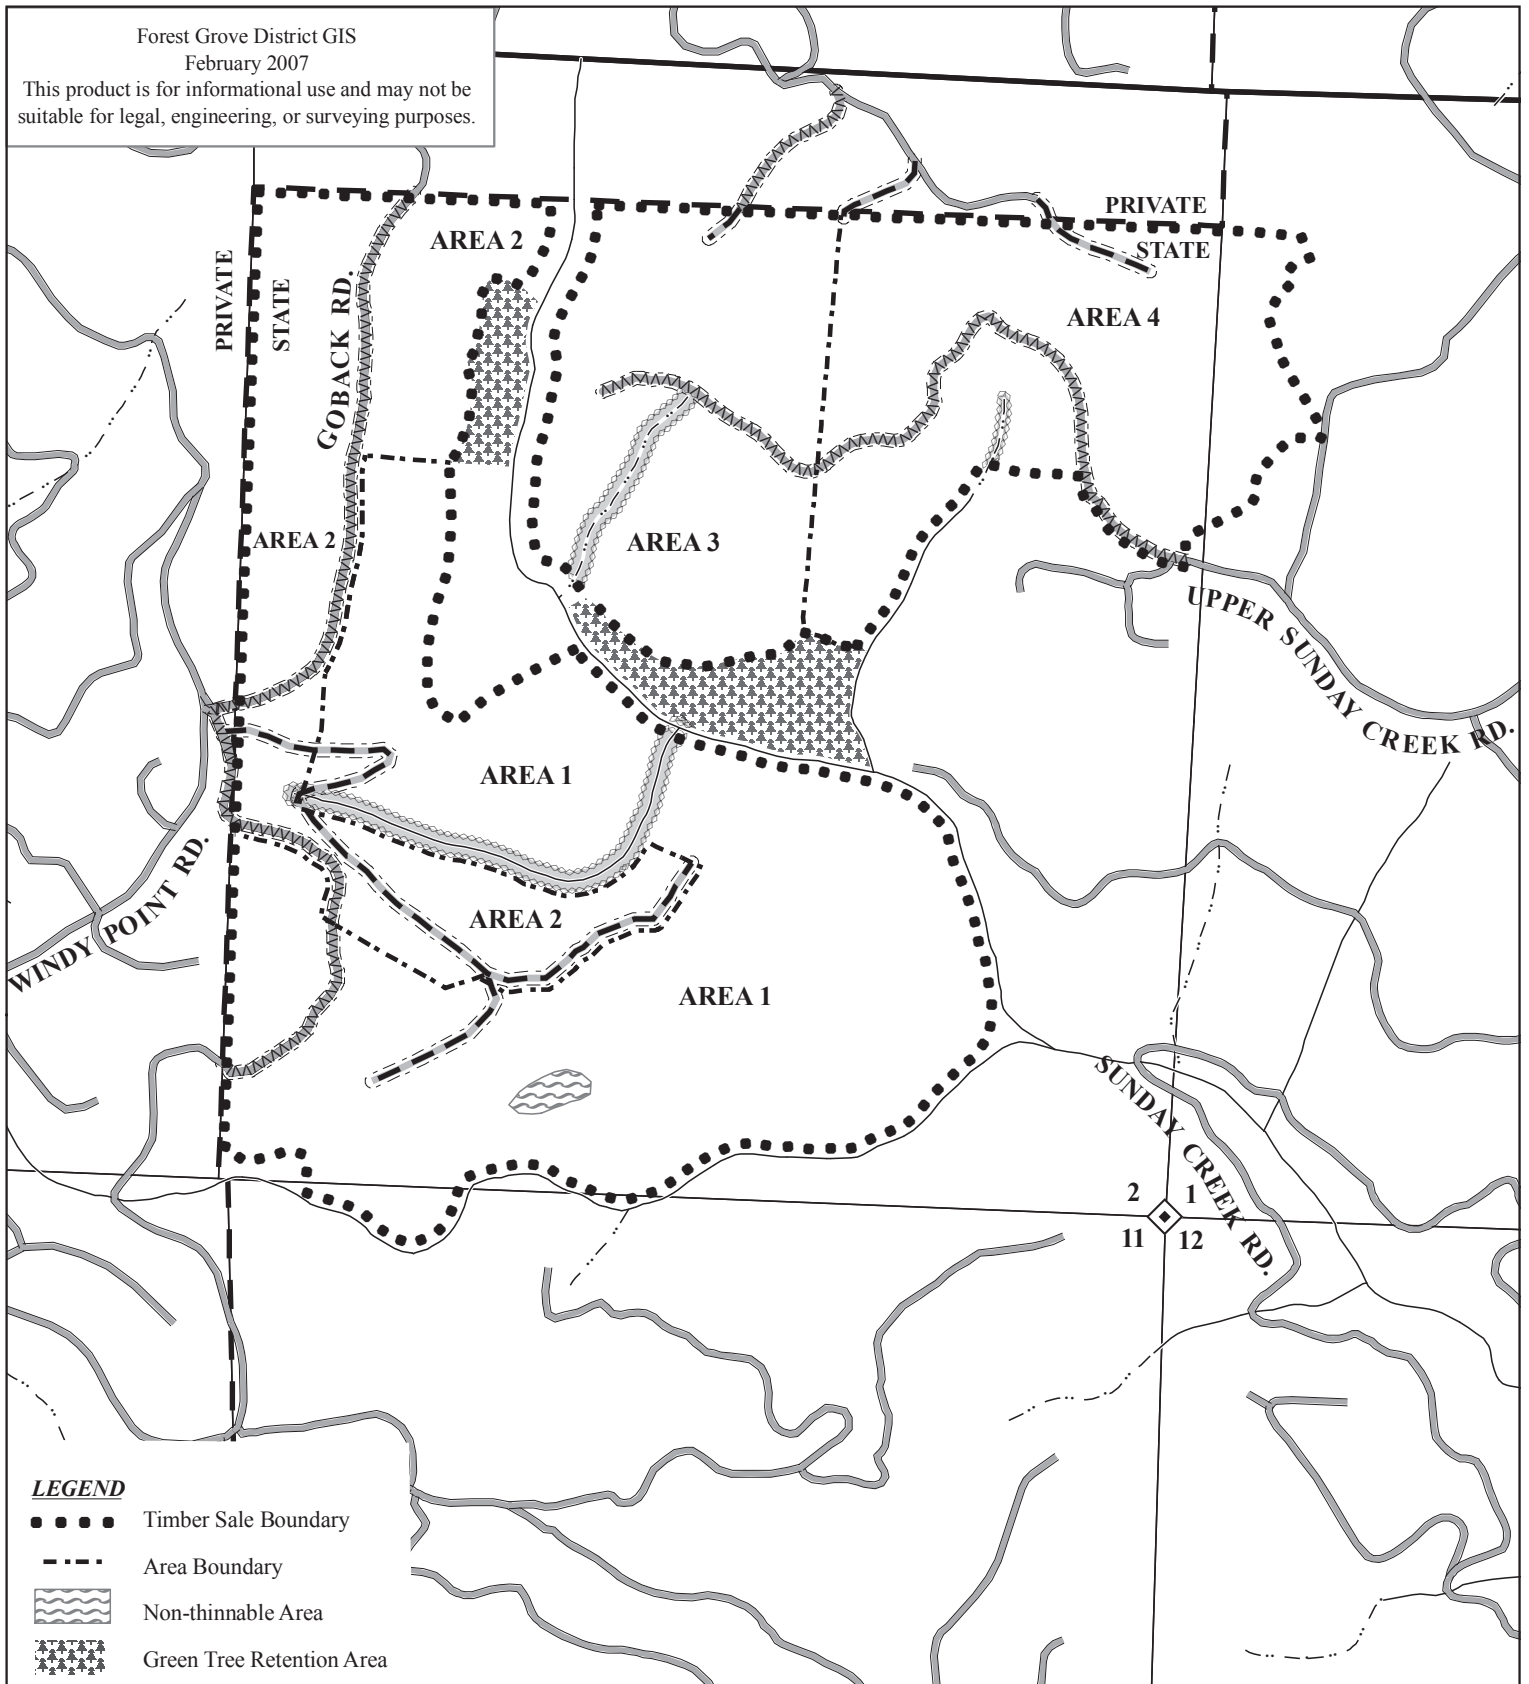 Forest Grove District GIS
February 2007
This product is for informational use and may not be
suitable for legal, engineering, or surveying purposes.
PRIVATE
STATE
AREA 2
PRIVATE
STATE
GOBACK RD.
AREA 4
AREA 2
AREA 3
UPPER SUNDAY CREEK RD.
AREA 1
WINDY POINT RD.
AREA 2
AREA 1
SUNDAY CREEK RD.
2 1
11 12
LEGEND
Timber Sale Boundary
Area Boundary
Non-thinnable Area
Green Tree Retention Area